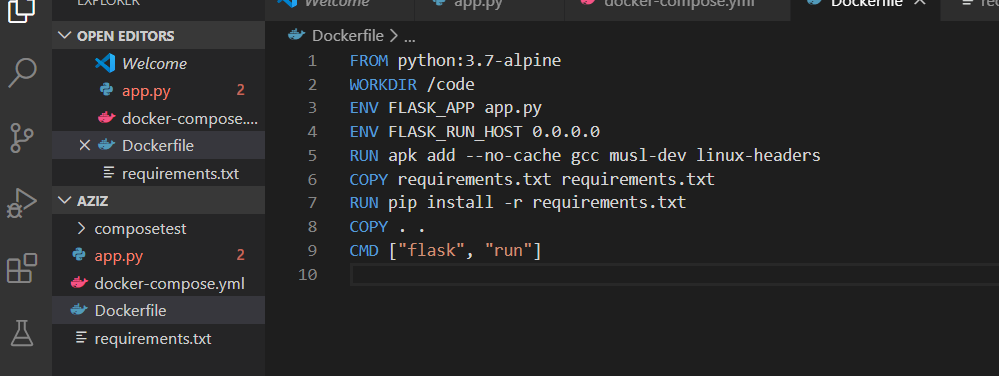 EXPLORER
Welcome
app.py
docker-compose.yml
Dockerfile
OPEN EDITORS
Welcome
app.py 2
docker-compose....
Dockerfile
requirements.txt
AZIZ
composetest
app.py 2
docker-compose.yml
Dockerfile
requirements.txt
Dockerfile > ...
1 FROM python:3.7-alpine
2 WORKDIR /code
3 ENV FLASK_APP app.py
4 ENV FLASK_RUN_HOST 0.0.0.0
5 RUN apk add --no-cache gcc musl-dev linux-headers
6 COPY requirements.txt requirements.txt
7 RUN pip install -r requirements.txt
8 COPY . .
9 CMD ["flask", "run"]
10